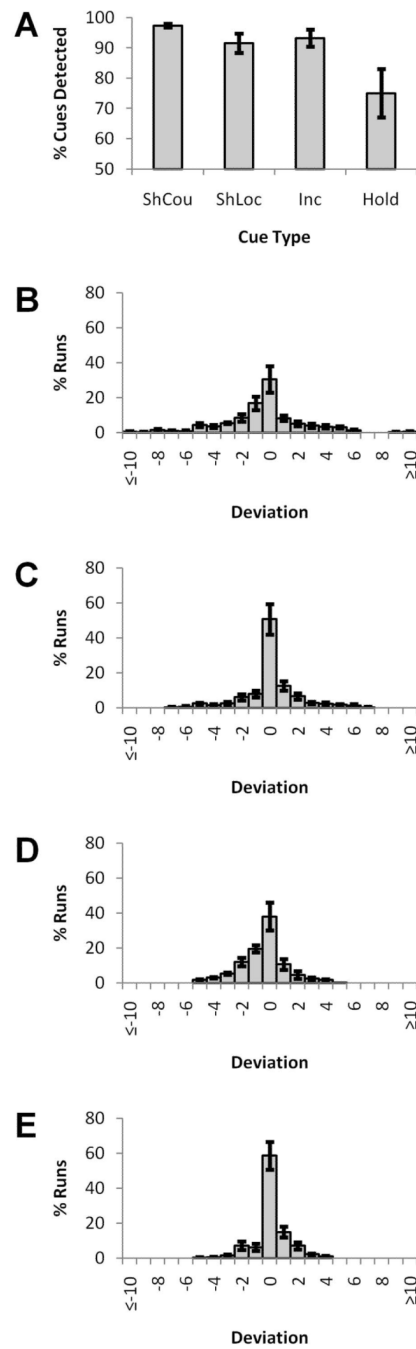 A
% Cues Detected
100
90
80
70
60
50
ShCou ShLoc Inc Hold
Cue Type
B
% Runs
80
60
40
20
0
≤-10 -8 -6 -4 -2 0 2 4 6 8 ≥10
Deviation
C
% Runs
80
60
40
20
0
≤-10 -8 -6 -4 -2 0 2 4 6 8 ≥10
Deviation
D
% Runs
80
60
40
20
0
≤-10 -8 -6 -4 -2 0 2 4 6 8 ≥10
Deviation
E
% Runs
80
60
40
20
0
≤-10 -8 -6 -4 -2 0 2 4 6 8 ≥10
Deviation